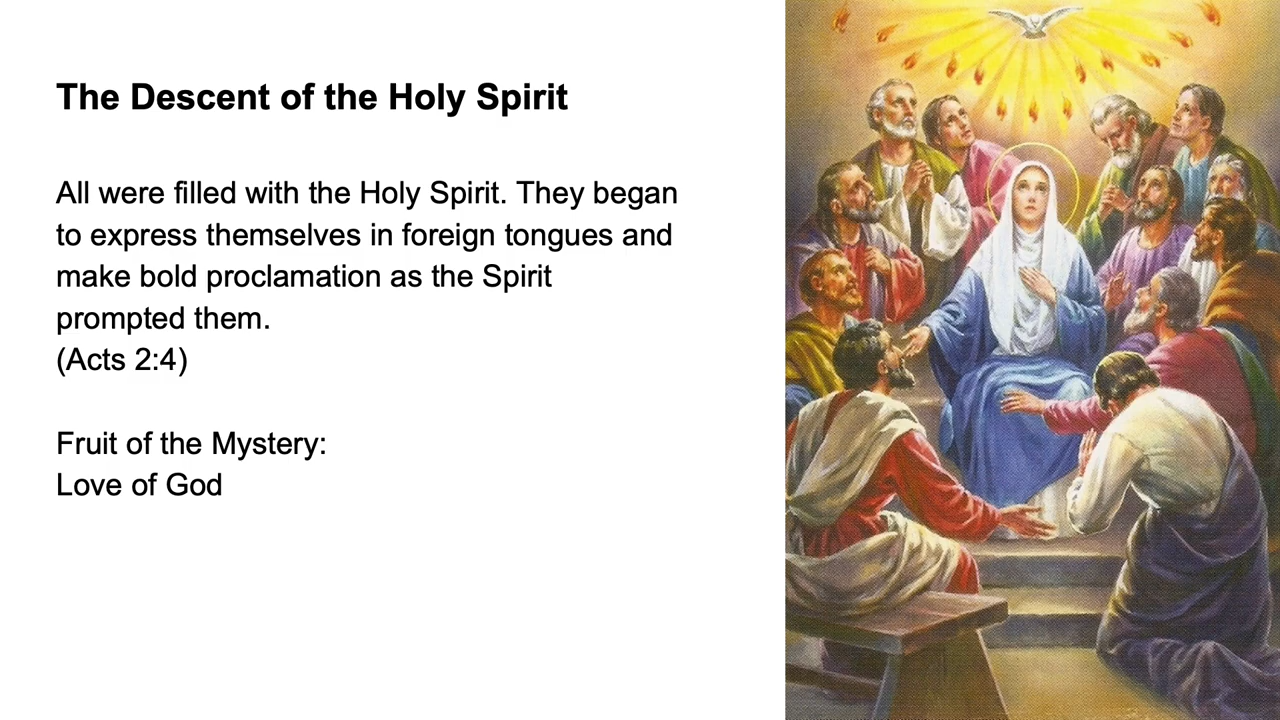 The Descent of the Holy Spirit
All were filled with the Holy Spirit. They began
to express themselves in foreign tongues and
make bold proclamation as the Spirit
prompted them.
(Acts 2:4)
Fruit of the Mystery:
Love of God